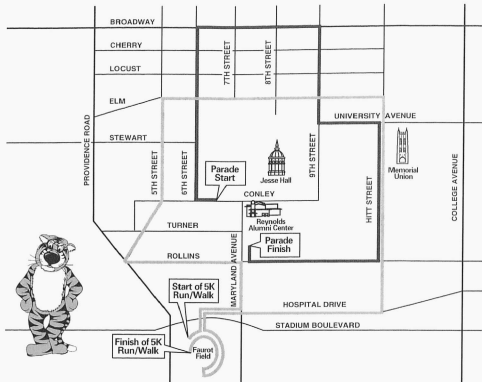 BROADWAY
CHERRY
LOCUST
ELM
STEWART
PROVIDENCE ROAD
5TH STREET
6TH STREET
7TH STREET
8TH STREET
9TH STREET
UNIVERSITY AVENUE
HITT STREET
COLLEGE AVENUE
Memorial
Union
Jesse Hall
Parade
Start
CONLEY
Reynolds
Alumni Center
TURNER
Parade
Finish
ROLLINS
MARYLAND AVENUE
Start of 5K
Run/Walk
HOSPITAL DRIVE
STADIUM BOULEVARD
Finish of 5K
Run/Walk
Faurot
Field